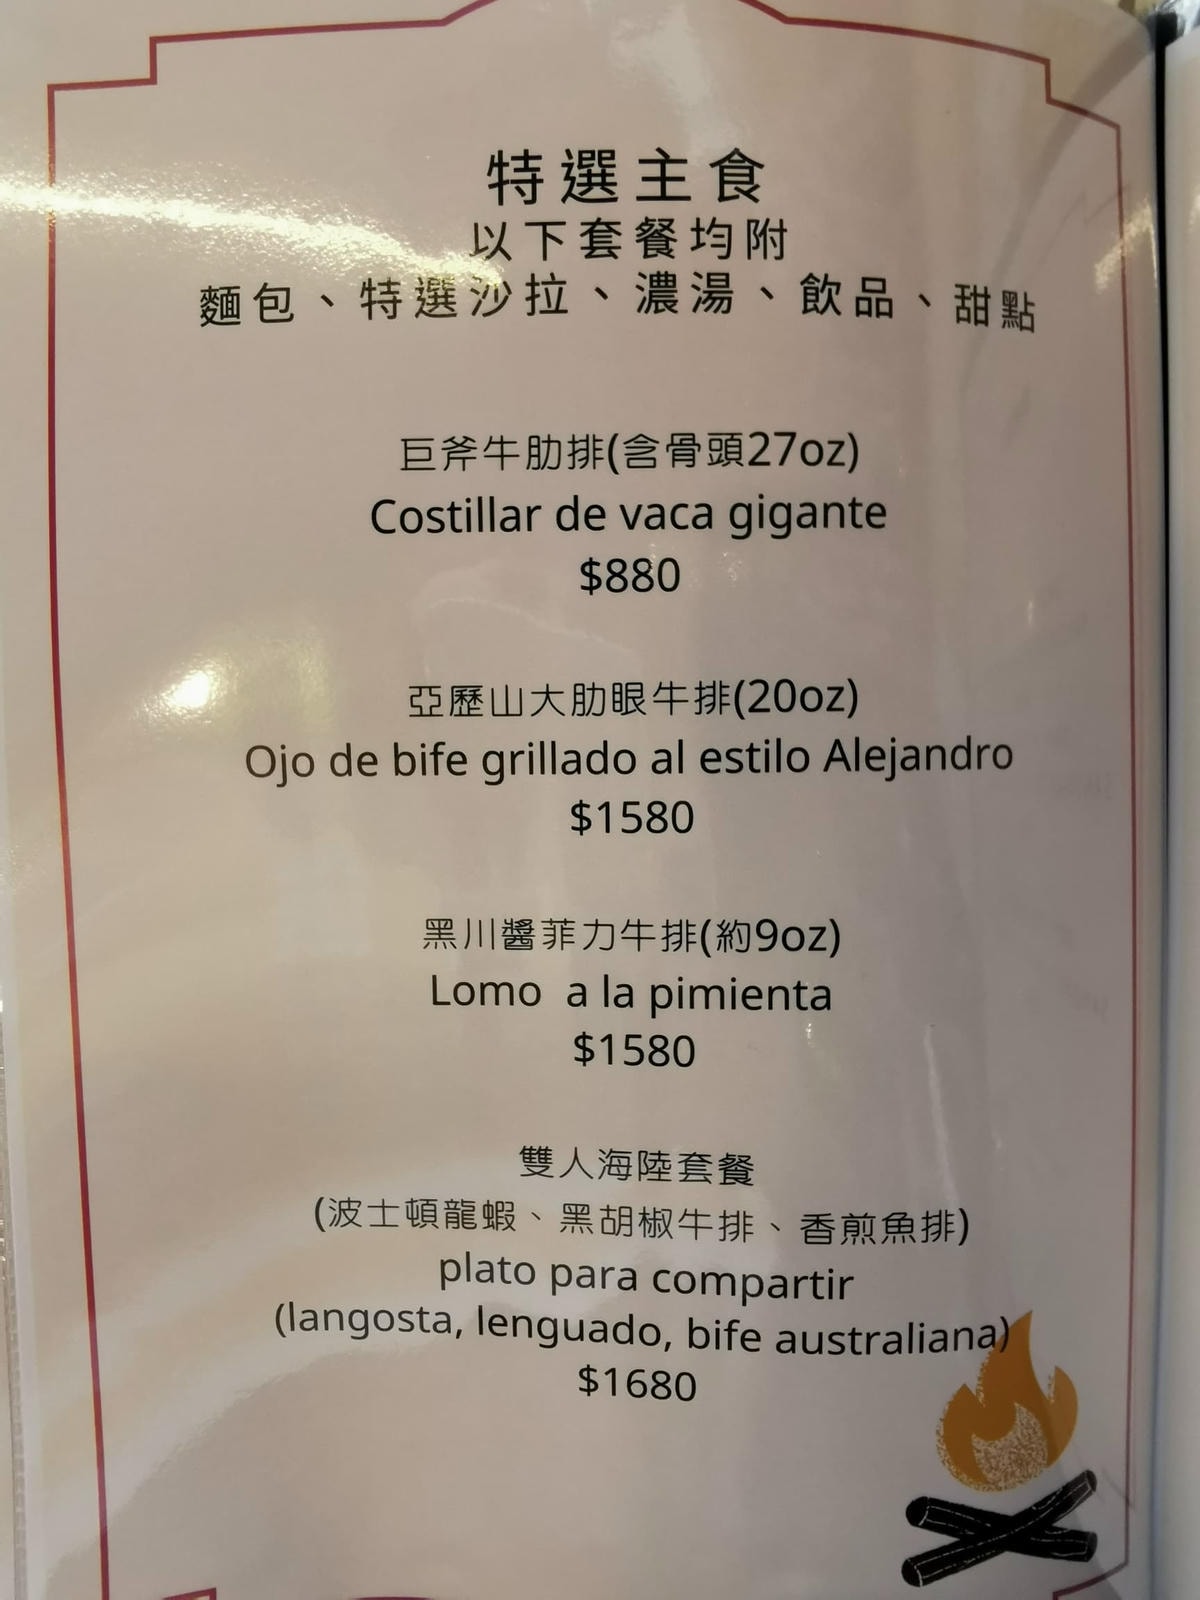 特選主食
以下套餐均附
麵包、特選沙拉、濃湯、飲品、甜點
巨斧牛肋排(含骨頭27oz)
Costillar de vaca gigante
$880
亞歷山大肋眼牛排(20oz)
Ojo de bife grillado al estilo Alejandro
$1580
黑川醬菲力牛排(約9oz)
Lomo  a la pimienta
$1580
雙人海陸套餐
(波士頓龍蝦、黑胡椒牛排、香煎魚排)
plato para compartir
(langosta, lenguado, bife australiana)
$1680